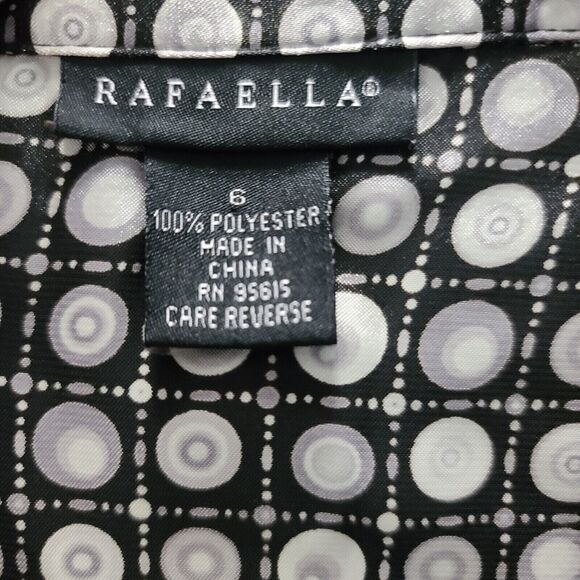 RAFAELLA®
6
100% POLYESTER
MADE IN
CHINA
RN 95615
CARE REVERSE